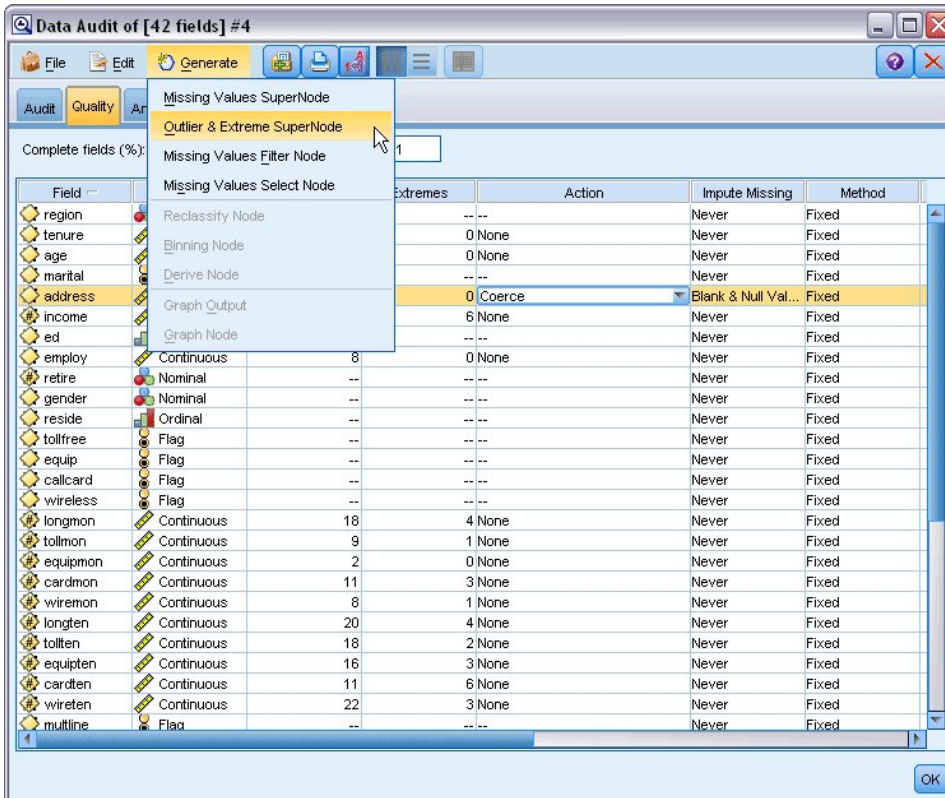 Data Audit of [42 fields] #4
File Edit Generate
Audit Quality An
Missing Values SuperNode
Outlier & Extreme SuperNode
Missing Values Filter Node
Missing Values Select Node
Reclassify Node
Binning Node
Derive Node
Graph Output
Graph Node
Complete fields (%): 1
Field Extremes Action Impute Missing Method
region -- -- Never Fixed
tenure 0 None Never Fixed
age 0 None Never Fixed
marital -- -- Never Fixed
address 0 Coerce Blank & Null Val... Fixed
income 6 None Never Fixed
ed -- -- Never Fixed
employ Continuous 8 0 None Never Fixed
retire Nominal -- -- -- Never Fixed
gender Nominal -- -- -- Never Fixed
reside Ordinal -- -- -- Never Fixed
tollfree Flag -- -- -- Never Fixed
equip Flag -- -- -- Never Fixed
callcard Flag -- -- -- Never Fixed
wireless Flag -- -- -- Never Fixed
longmon Continuous 18 4 None Never Fixed
tollmon Continuous 9 1 None Never Fixed
equipmon Continuous 2 0 None Never Fixed
cardmon Continuous 11 3 None Never Fixed
wiremon Continuous 8 1 None Never Fixed
longten Continuous 20 4 None Never Fixed
tollten Continuous 18 2 None Never Fixed
equipten Continuous 16 3 None Never Fixed
cardten Continuous 11 6 None Never Fixed
wireten Continuous 22 3 None Never Fixed
multline Flag -- -- -- Never Fixed
OK